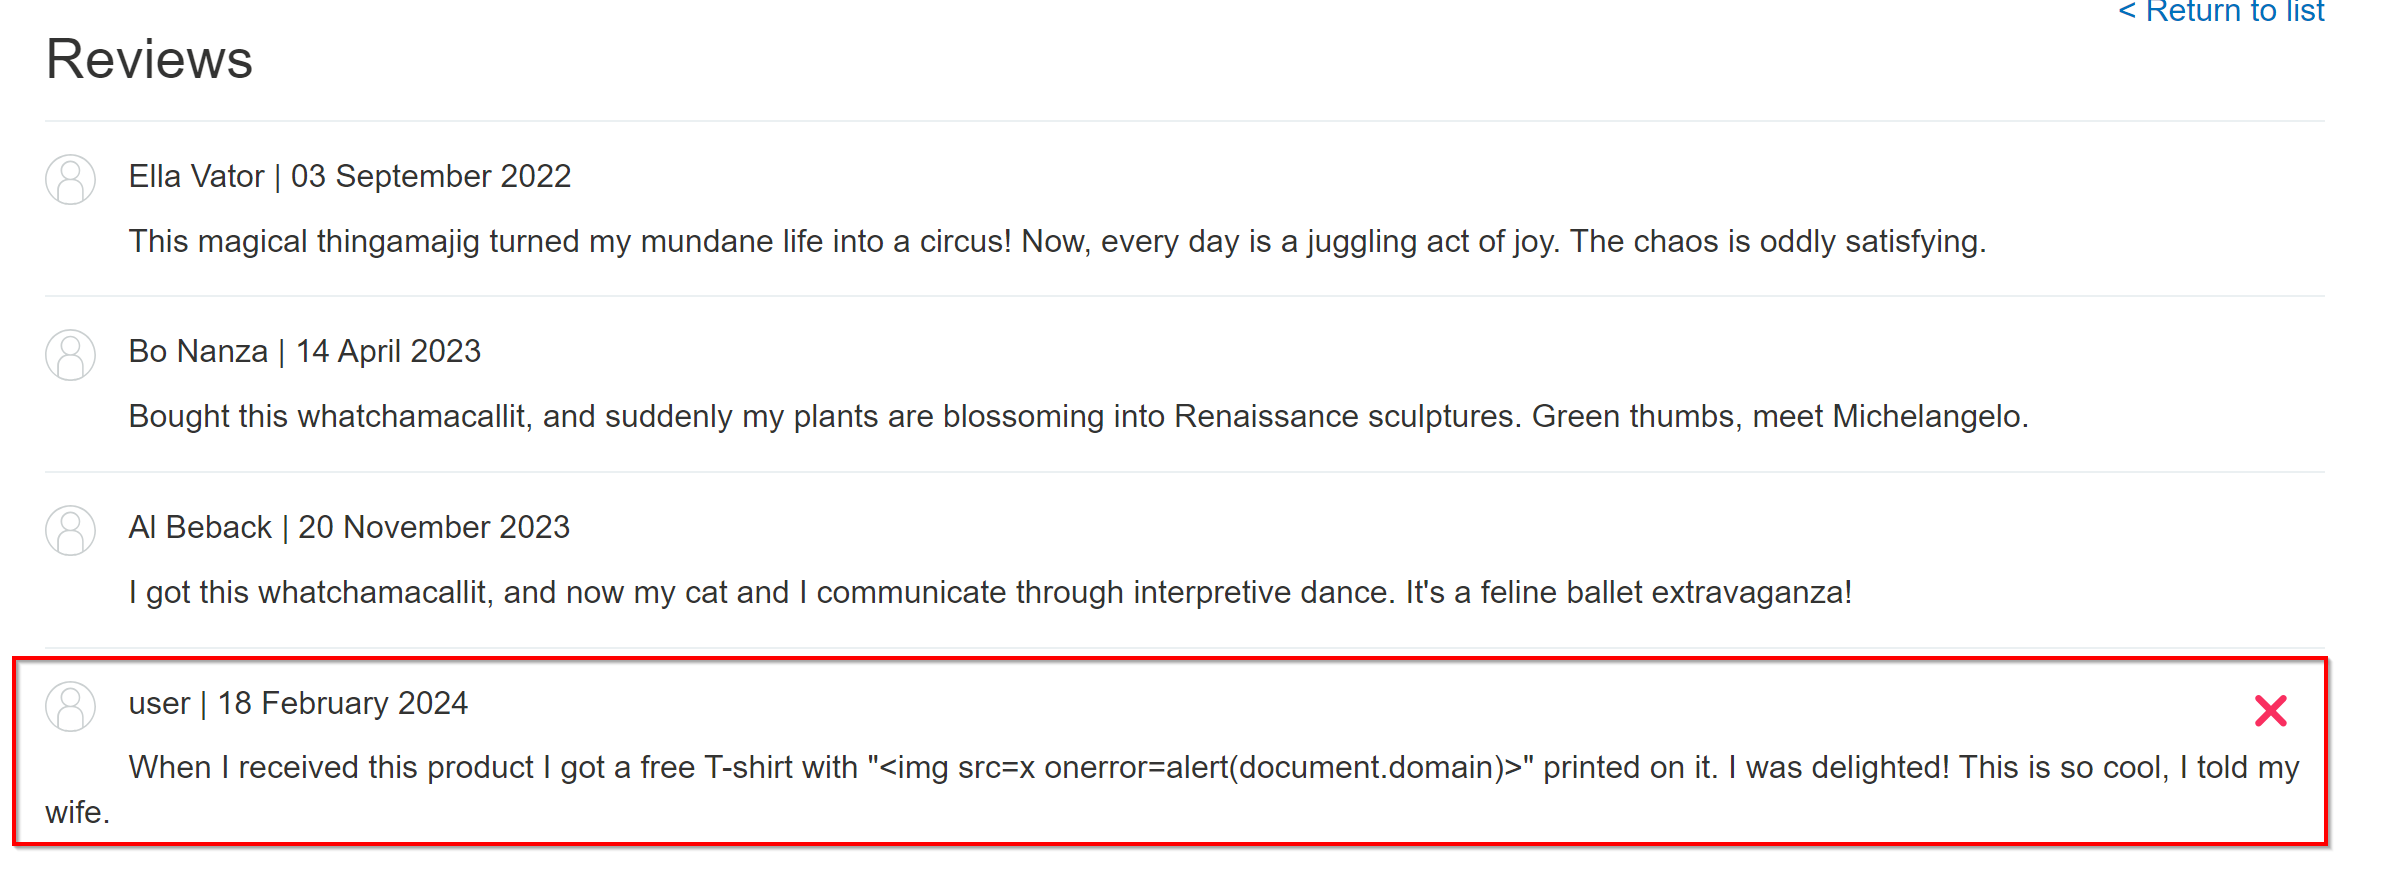 < Return to list
Reviews
Ella Vator | 03 September 2022
This magical thingamajig turned my mundane life into a circus! Now, every day is a juggling act of joy. The chaos is oddly satisfying.
Bo Nanza | 14 April 2023
Bought this whatchamacallit, and suddenly my plants are blossoming into Renaissance sculptures. Green thumbs, meet Michelangelo.
Al Beback | 20 November 2023
I got this whatchamacallit, and now my cat and I communicate through interpretive dance. It's a feline ballet extravaganza!
user | 18 February 2024
When I received this product I got a free T-shirt with "<img src=x onerror=alert(document.domain)>" printed on it. I was delighted! This is so cool, I told my
wife.